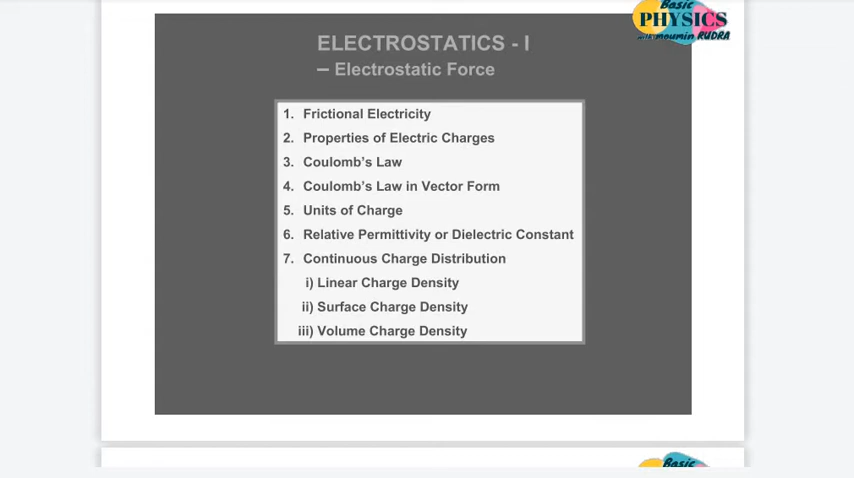 Basic
PHYSICS
with moumin RUDRA
ELECTROSTATICS - I
– Electrostatic Force
1. Frictional Electricity
2. Properties of Electric Charges
3. Coulomb’s Law
4. Coulomb’s Law in Vector Form
5. Units of Charge
6. Relative Permittivity or Dielectric Constant
7. Continuous Charge Distribution
i) Linear Charge Density
ii) Surface Charge Density
iii) Volume Charge Density
Basic